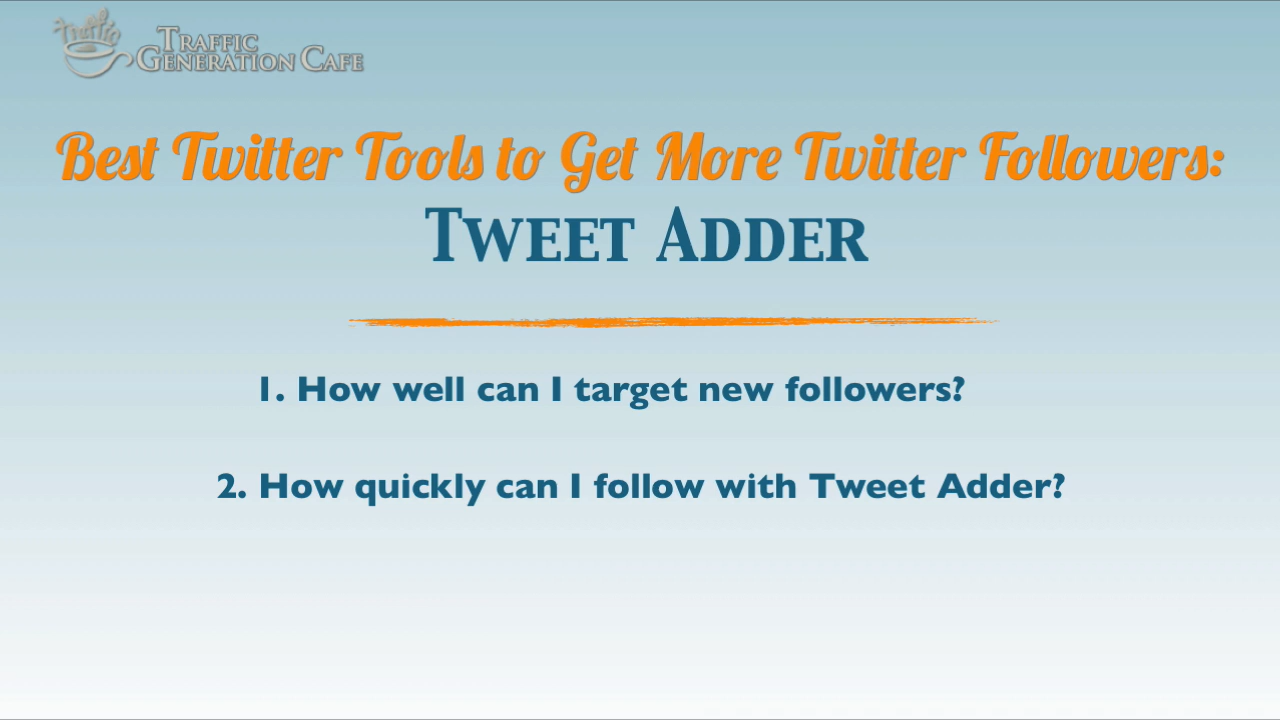 Traffic
Traffic
Generation Cafe
Best Twitter Tools to Get More Twitter Followers:
Tweet Adder
1. How well can I target new followers?
2. How quickly can I follow with Tweet Adder?